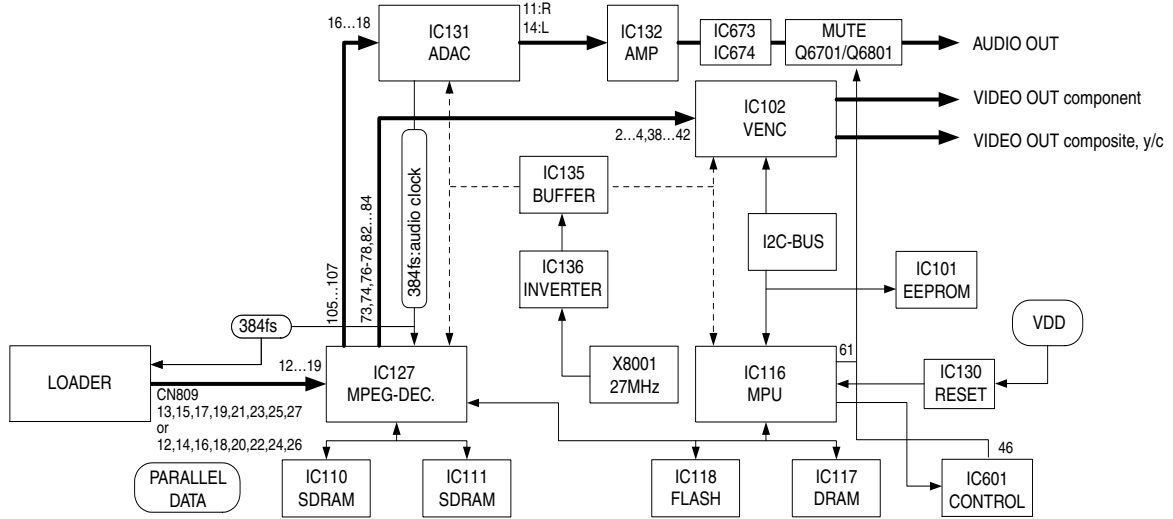 16...18
IC131
ADAC
11:R
14:L
IC132
AMP
IC673
IC674
MUTE
Q6701/Q6801
AUDIO OUT
IC102
VENC
VIDEO OUT component
VIDEO OUT composite, y/c
2...4,38...42
384fs:audio clock
105...107
73,74,76-78,82...84
IC135
BUFFER
I2C-BUS
IC136
INVERTER
IC101
EEPROM
384fs
VDD
LOADER
12...19
IC127
MPEG-DEC.
X8001
27MHz
IC116
MPU
61
IC130
RESET
CN809
13,15,17,19,21,23,25,27
or
12,14,16,18,20,22,24,26
PARALLEL
DATA
IC110
SDRAM
IC111
SDRAM
IC118
FLASH
IC117
DRAM
46
IC601
CONTROL